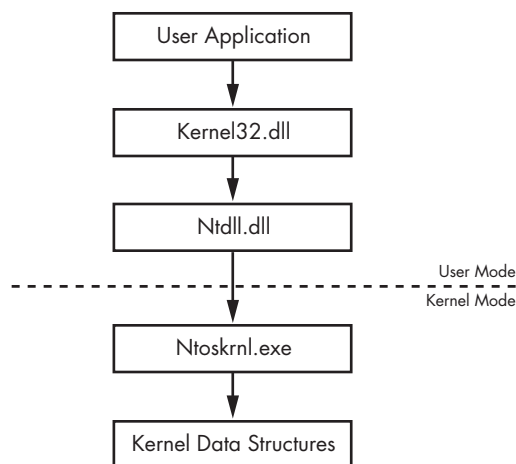 User Application
Kernel32.dll
Ntdll.dll
User Mode
Kernel Mode
Ntoskrnl.exe
Kernel Data Structures